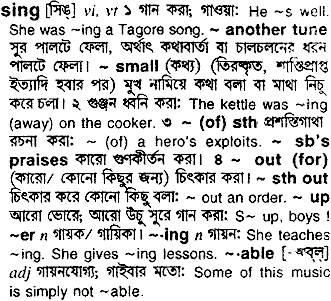 sing [সিঙ্] vi, vt ১ গান করা; গাওয়া: He ~s well.
She was ~ing a Tagore song. ~ another tune
সুর পালটে ফেলা, অর্থাৎ কথাবার্তা বা চালচলনের ধরন
পালটে ফেলা। ~ small (কথ্য) (তিরস্কৃত, শাস্তিপ্রাপ্ত
ইত্যাদি হবার পর) মুখ নামিয়ে কথা বলা বা মাথা নিচু
করে চলা। ২ গুঞ্জন ধ্বনি করা: The kettle was ~ing
(away) on the cooker. ৩ ~ (of) sth প্রশস্তিগাথা
রচনা করা: ~ (of) a hero's exploits. ~ sb's
praises কারো গুণকীর্তন করা। ৪ ~ out (for)
(কারো/ কোনো কিছুর জন্য) চিৎকার করা। ~ sth out
চিৎকার করে কোনো কিছু বলা: ~ out an order. ~ up
আরো জোরে; আরো উঁচু সুরে গান করা: S~ up, boys !
~er n গায়ক/ গায়িকা। ~·ing n গায়ন: She teaches
~ing. She gives ~ing lessons. ~·able [-অব্‌ল্]
adj গায়নযোগ্য; গাইবার মতো: Some of this music
is simply not ~able.